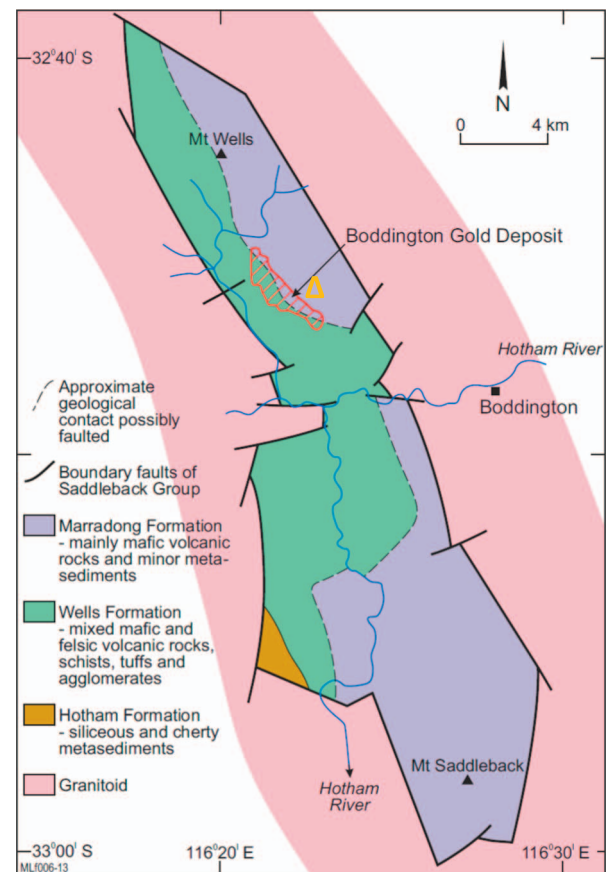 32°40' S
Mt Wells
N
0 4 km
Boddington Gold Deposit
Δ
Hotham River
Boddington
Approximate
geological
contact possibly
faulted
Boundary faults of
Saddleback Group
Marradong Formation
- mainly mafic volcanic
rocks and minor meta-
sediments
Wells Formation
- mixed mafic and
felsic volcanic rocks,
schists, tuffs and
agglomerates
Hotham Formation
- siliceous and cherty
metasediments
Granitoid
Hotham
River
Mt Saddleback
33°00' S
116°20' E
116°30' E
MLf006-13